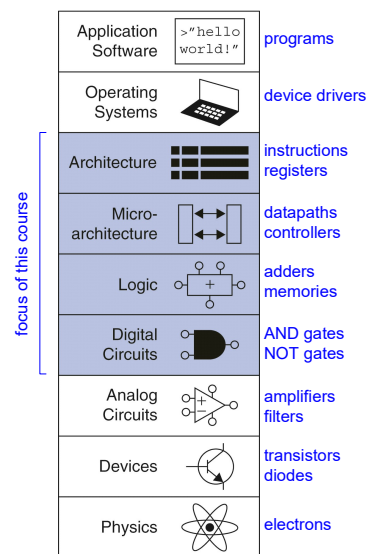 Application
Software
>"hello
world!"
programs
Operating
Systems
device drivers
focus of this course
Architecture
instructions
registers
Micro-
architecture
datapaths
controllers
Logic
+
adders
memories
Digital
Circuits
AND gates
NOT gates
Analog
Circuits
+
−
amplifiers
filters
Devices
transistors
diodes
Physics
electrons